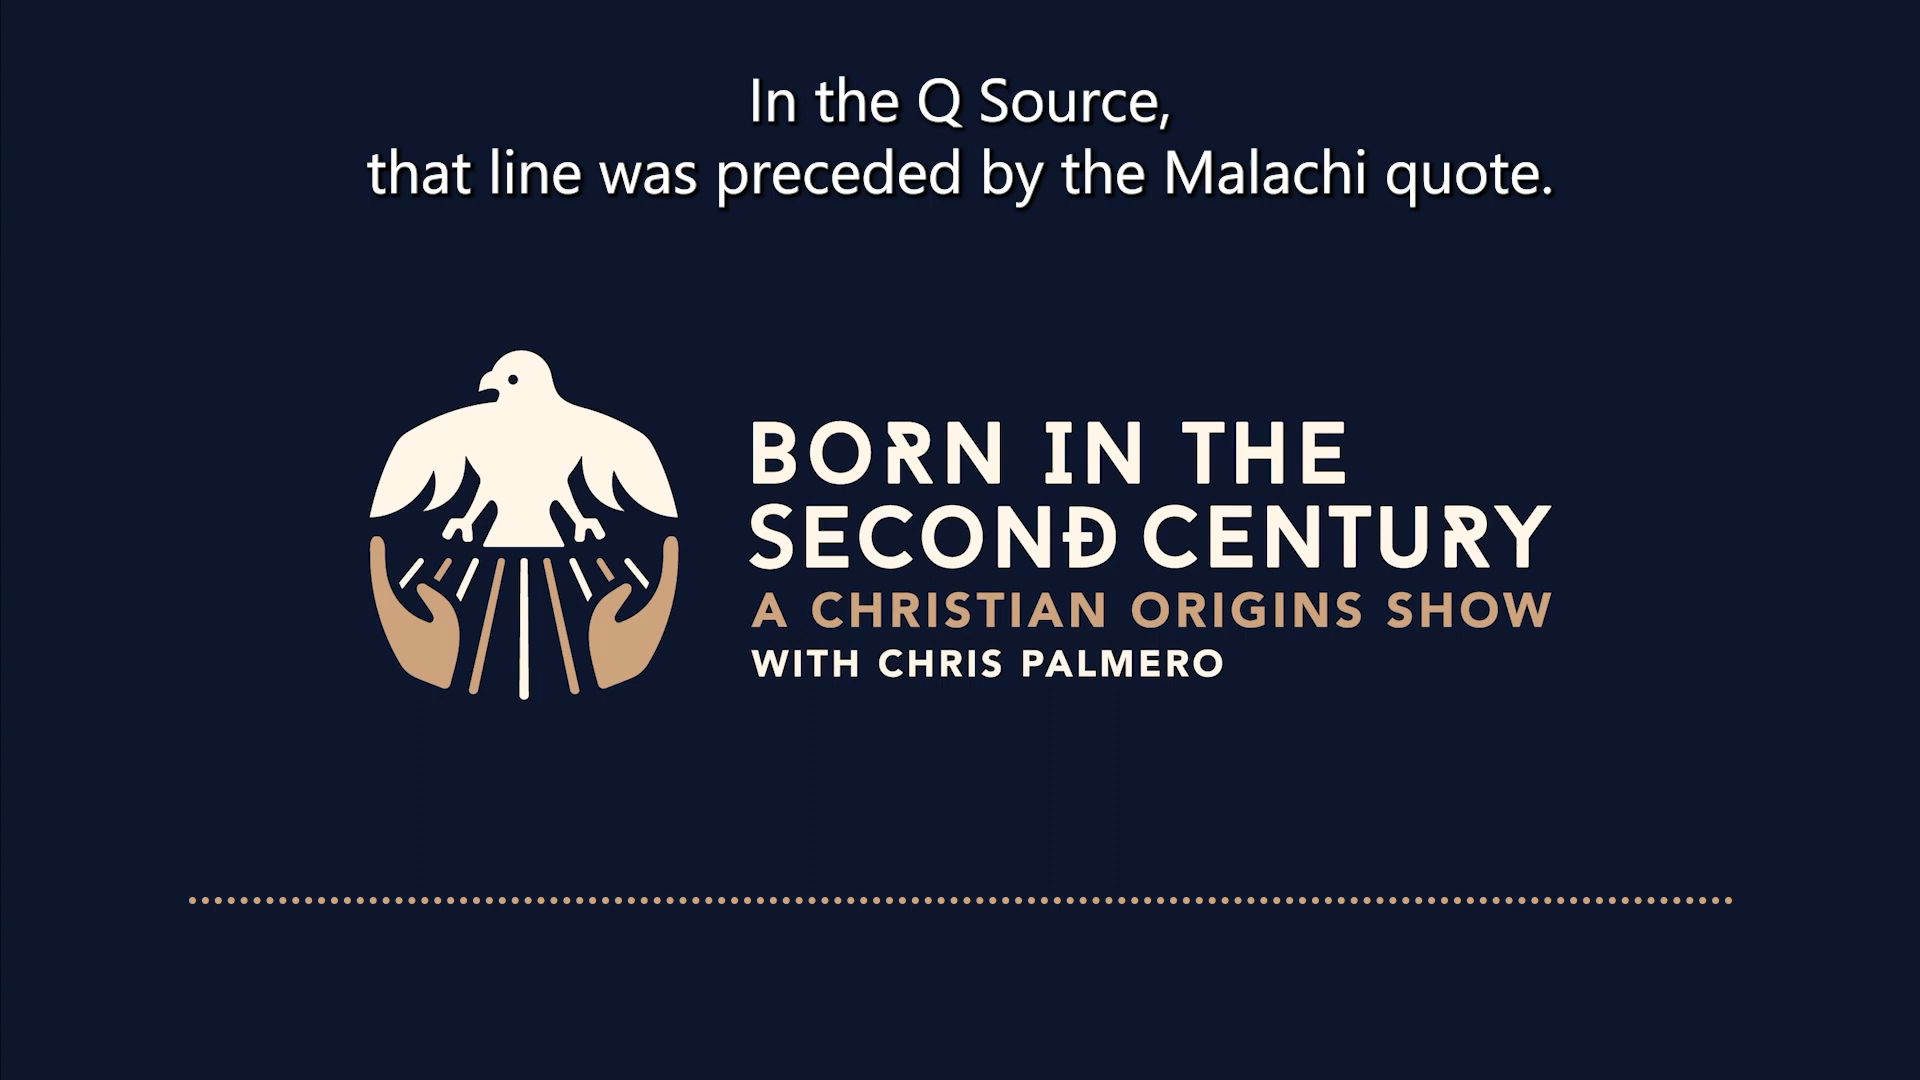 In the Q Source,
that line was preceded by the Malachi quote.
BORN IN THE
SECOND CENTURY
A CHRISTIAN ORIGINS SHOW
WITH CHRIS PALMERO